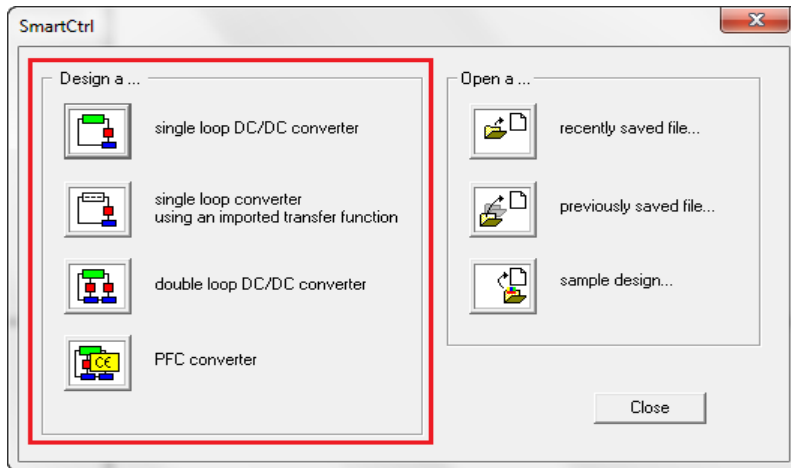 SmartCtrl
Design a ...
single loop DC/DC converter
single loop converter
using an imported transfer function
double loop DC/DC converter
C€
PFC converter
Open a ...
recently saved file...
previously saved file...
sample design...
Close